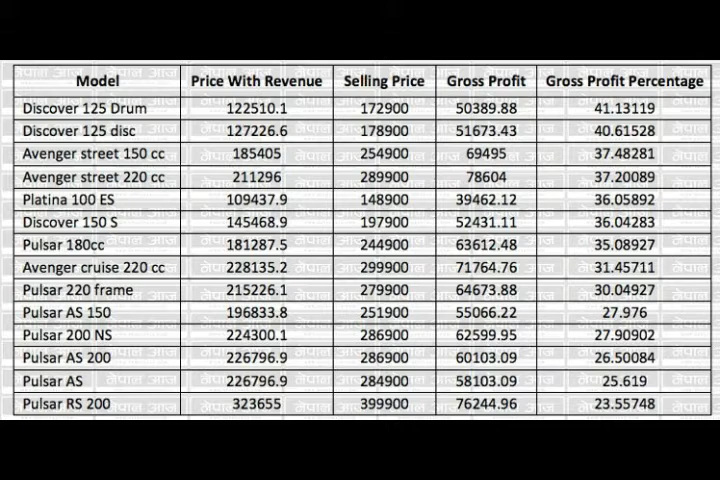 Model Price With Revenue Selling Price Gross Profit Gross Profit Percentage
Discover 125 Drum 122510.1 172900 50389.88 41.13119
Discover 125 disc 127226.6 178900 51673.43 40.61528
Avenger street 150 cc 185405 254900 69495 37.48281
Avenger street 220 cc 211296 289900 78604 37.20089
Platina 100 ES 109437.9 148900 39462.12 36.05892
Discover 150 S 145468.9 197900 52431.11 36.04283
Pulsar 180cc 181287.5 244900 63612.48 35.08927
Avenger cruise 220 cc 228135.2 299900 71764.76 31.45711
Pulsar 220 frame 215226.1 279900 64673.88 30.04927
Pulsar AS 150 196833.8 251900 55066.22 27.976
Pulsar 200 NS 224300.1 286900 62599.95 27.90902
Pulsar AS 200 226796.9 286900 60103.09 26.50084
Pulsar AS 226796.9 284900 58103.09 25.619
Pulsar RS 200 323655 399900 76244.96 23.55748